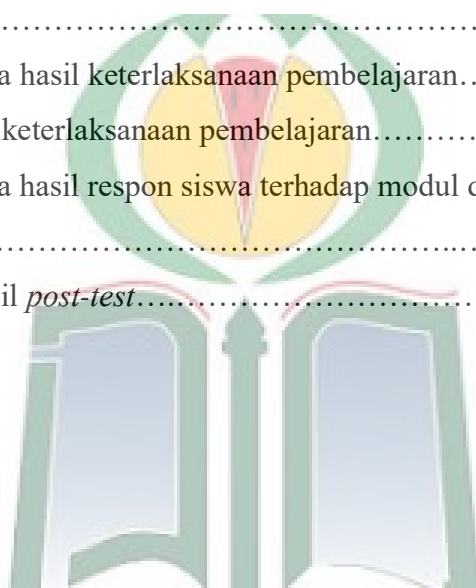 ……………………………………
a hasil keterlaksanaan pembelajaran…
keterlaksanaan pembelajaran…………
a hasil respon siswa terhadap modul
……………………………………
il post-test……………………………